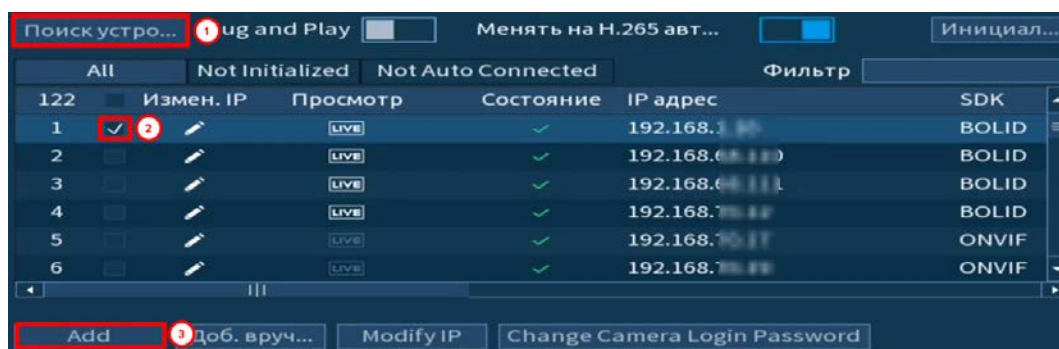 Поиск устро... 1 ug and Play Менять на H.265 авт... Инициал...
All Not Initialized Not Auto Connected Фильтр
122 Измен. IP Просмотр Состояние IP адрес SDK
1 2 LIVE 192.168. BOLID
2 LIVE 192.168. BOLID
3 LIVE 192.168. BOLID
4 LIVE 192.168. BOLID
5 LIVE 192.168. ONVIF
6 LIVE 192.168. ONVIF
Add 3 Доб. вруч... Modify IP Change Camera Login Password